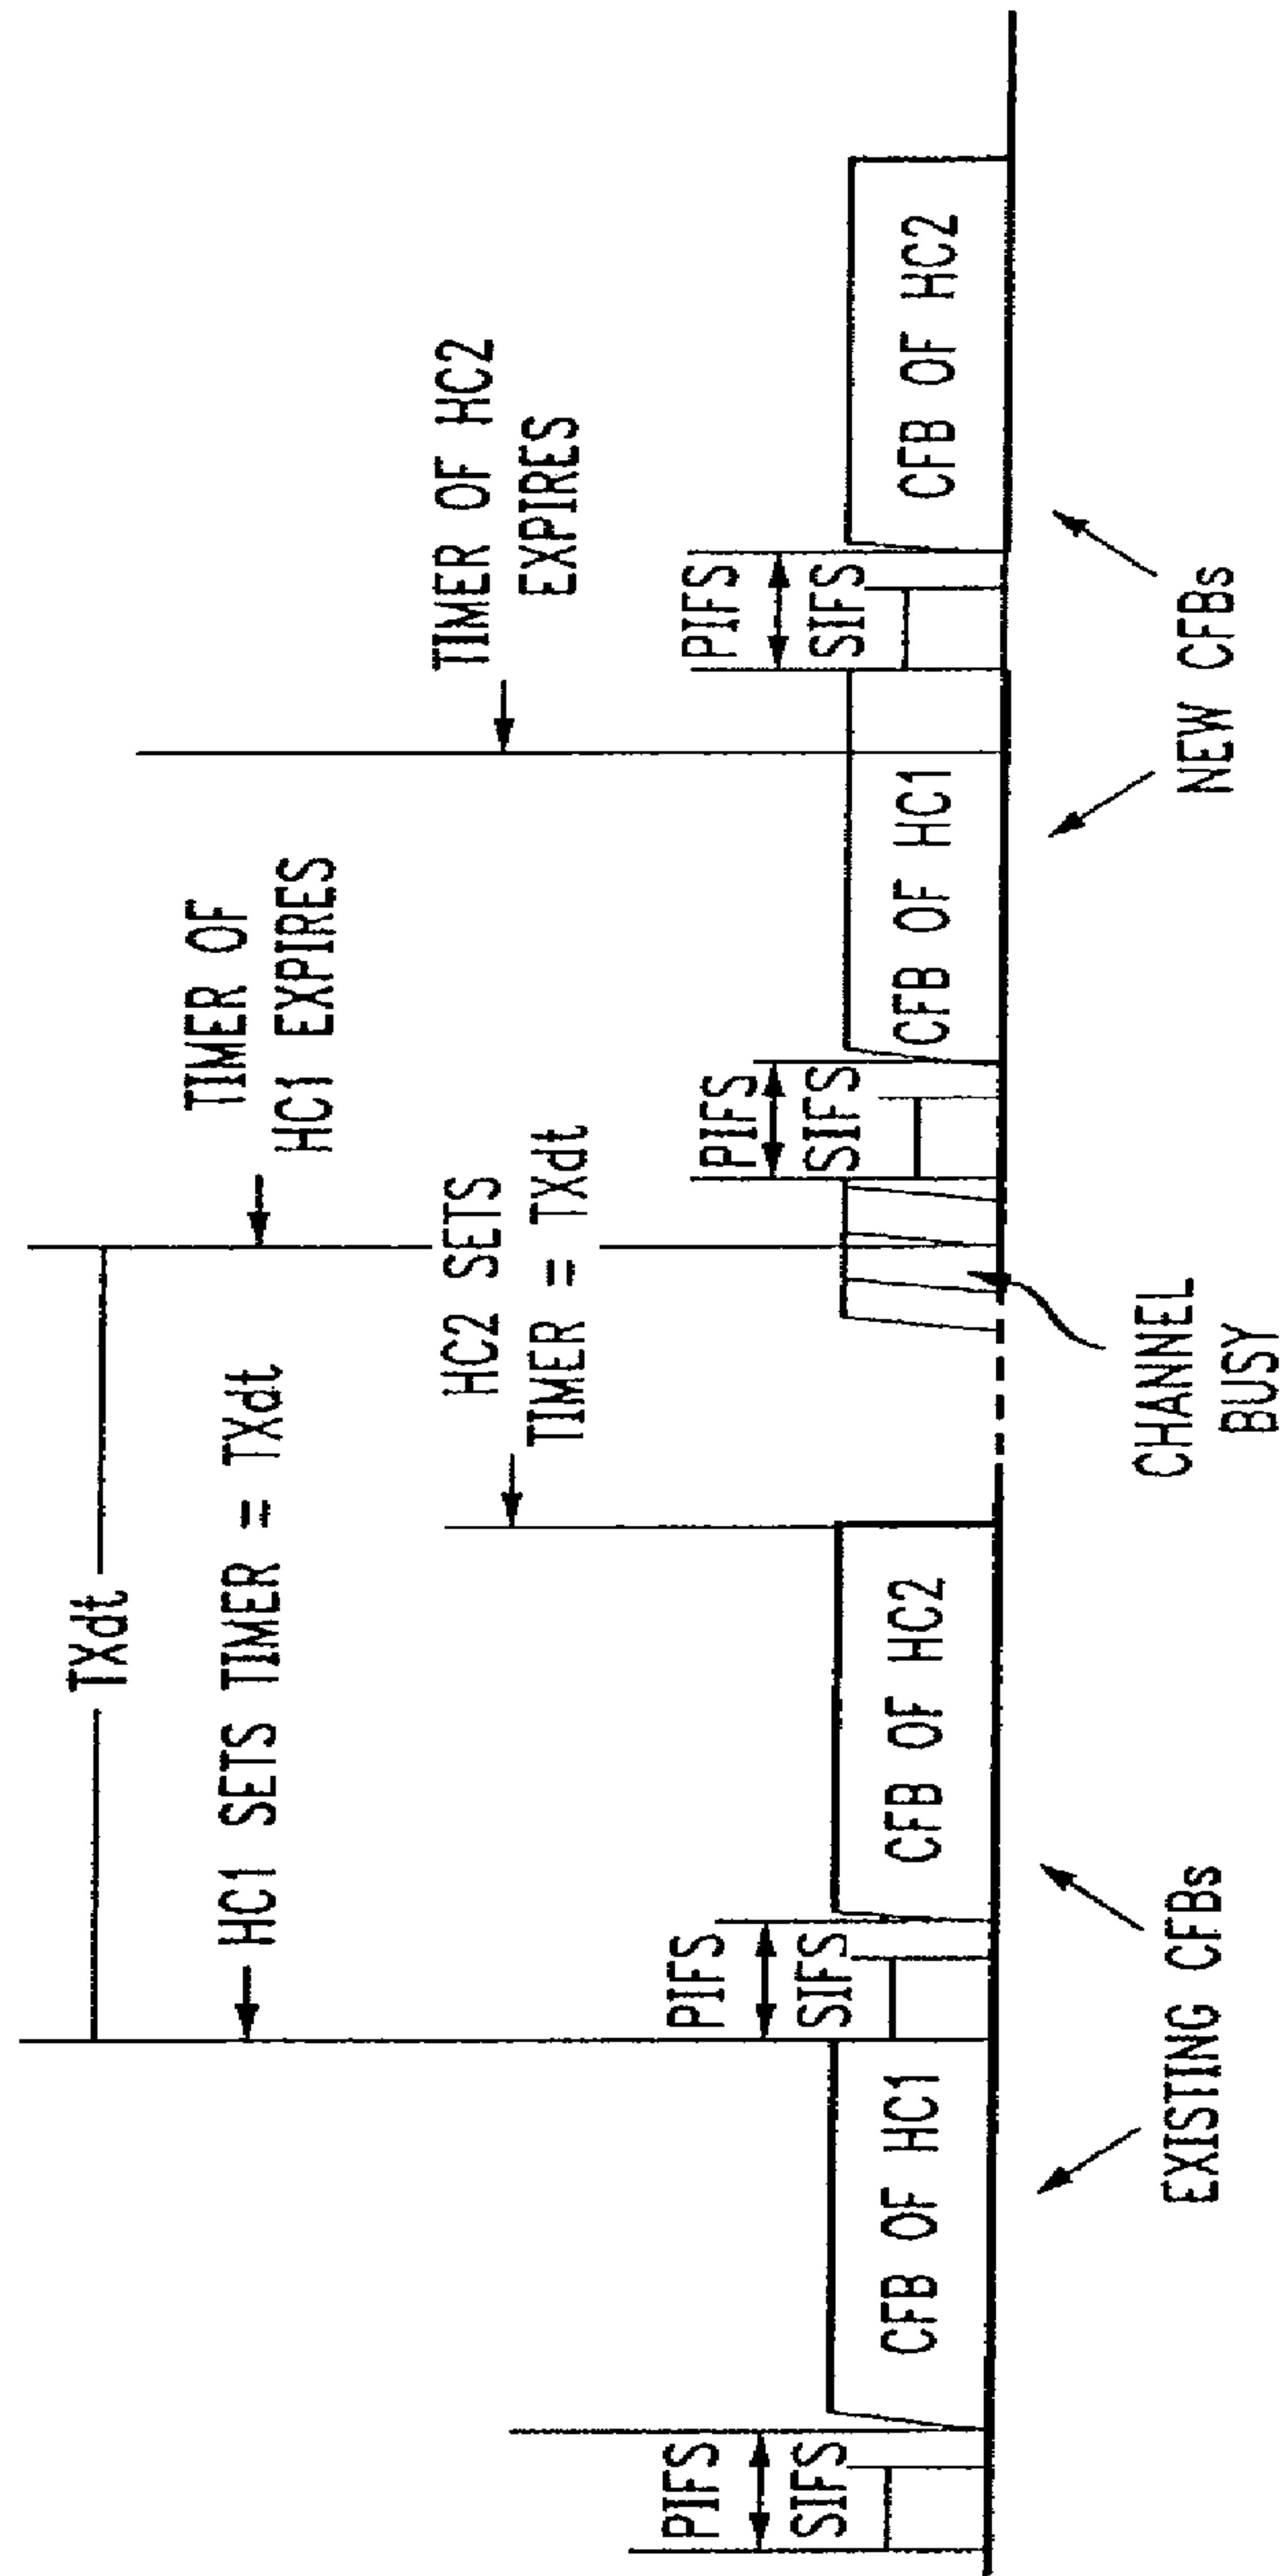 TXdt
HC1 SETS TIMER = TXdt
TIMER OF
HC1 EXPIRES
HC2 SETS
TIMER = TXdt
TIMER OF HC2
EXPIRES
PIFS
SIFS
CFB OF HC1
PIFS
SIFS
CFB OF HC2
PIFS
SIFS
CFB OF HC1
PIFS
SIFS
CFB OF HC2
EXISTING CFBs
CHANNEL
BUSY
NEW CFBs